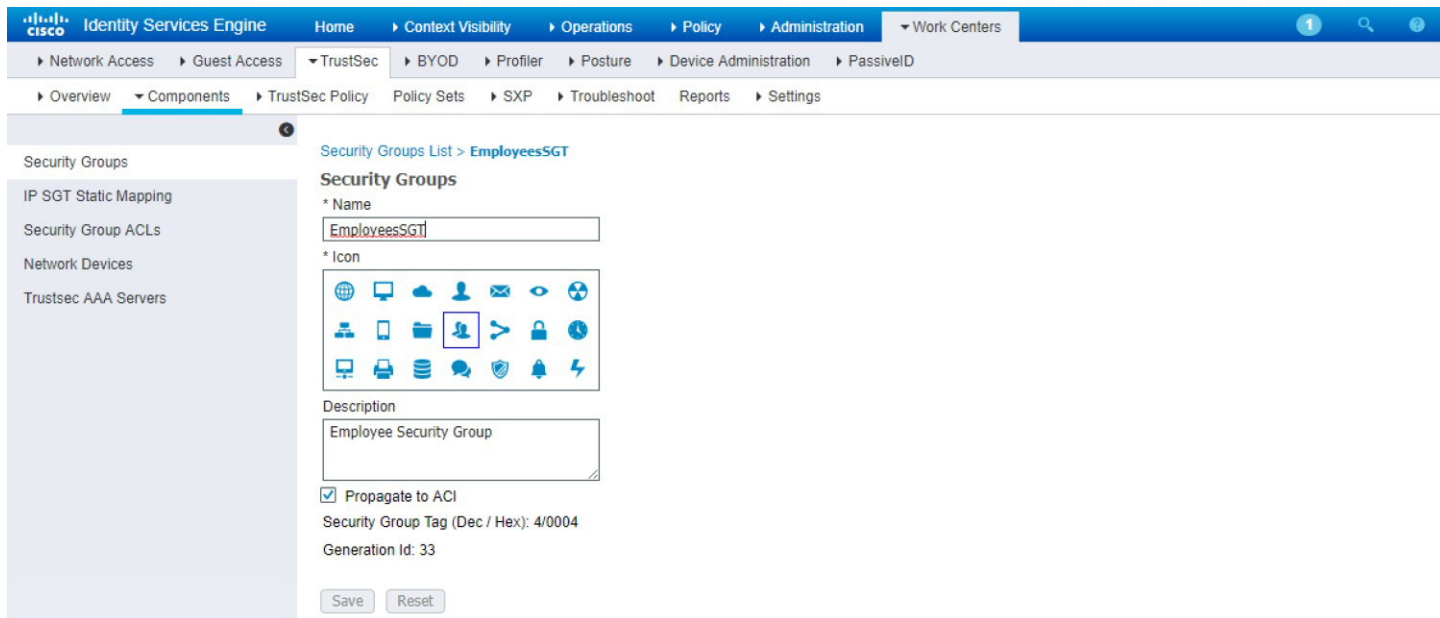 cisco Identity Services Engine Home Context Visibility Operations Policy Administration Work Centers 1
Network Access Guest Access TrustSec BYOD Profiler Posture Device Administration PassiveID
Overview Components TrustSec Policy Policy Sets SXP Troubleshoot Reports Settings
Security Groups
IP SGT Static Mapping
Security Group ACLs
Network Devices
Trustsec AAA Servers
Security Groups List > EmployeesSGT
Security Groups
* Name
EmployeesSGT
* Icon
Description
Employee Security Group
Propagate to ACI
Security Group Tag (Dec / Hex): 4/0004
Generation Id: 33
Save Reset